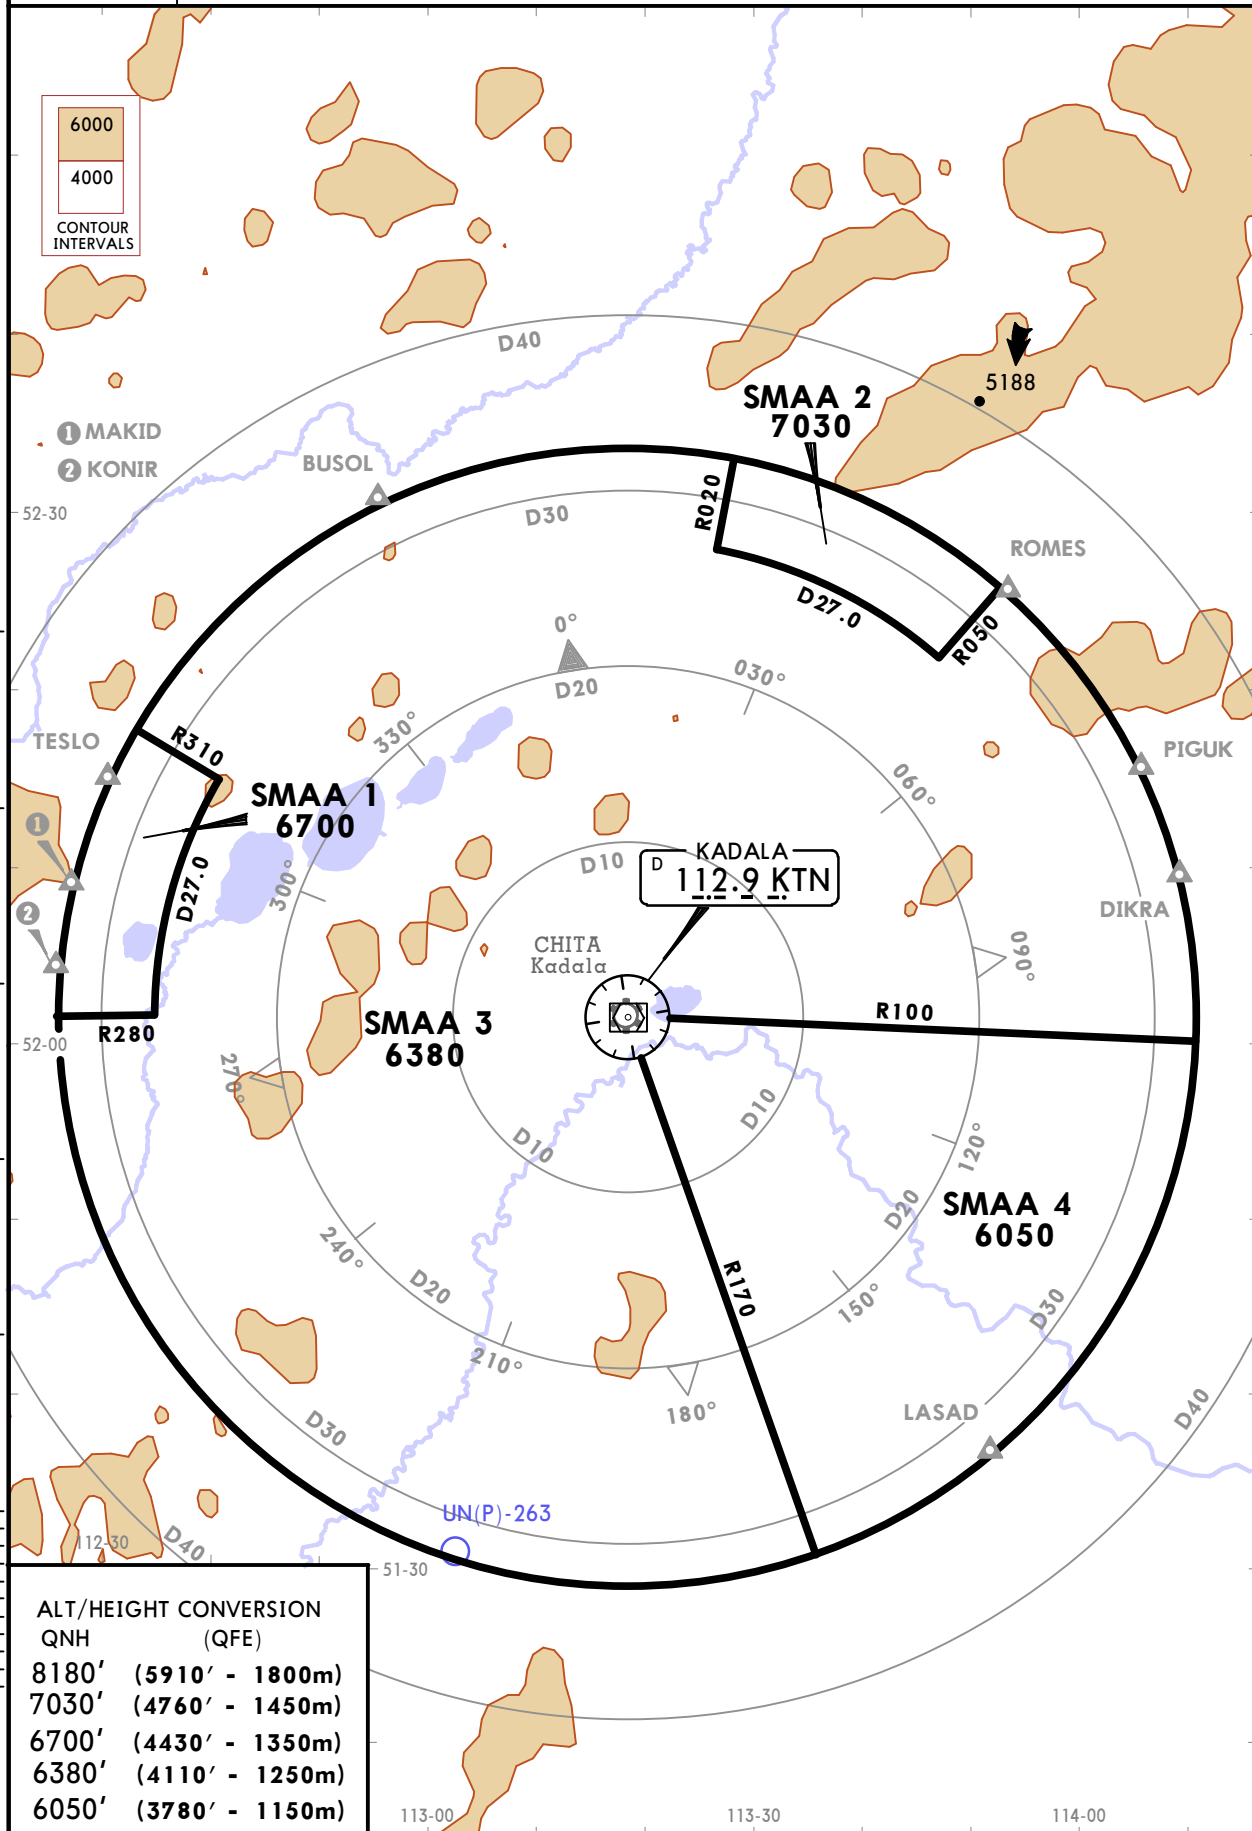 6000
4000
CONTOUR
INTERVALS
D40
SMAA 2
7030
5188
1 MAKID
2 KONIR
BUSOL
R020
52-30
D30
ROMES
D27.0
R050
0°
D20
030°
330°
TESLO
R310
PIGUK
SMAA 1
6700
060°
1
D10
KADALA
D 112.9 KTN
D27.0
300°
2
DIKRA
CHITA
Kadala
090°
R280
SMAA 3
6380
R100
52-00
270°
D10
D10
120°
SMAA 4
6050
D20
240°
D20
R170
150°
D30
210°
180°
LASAD
D40
D30
UN(P)-263
112-30
D40
51-30
ALT/HEIGHT CONVERSION
QNH (QFE)
8180' (5910' - 1800m)
7030' (4760' - 1450m)
6700' (4430' - 1350m)
6380' (4110' - 1250m)
6050' (3780' - 1150m)
113-00
113-30
114-00